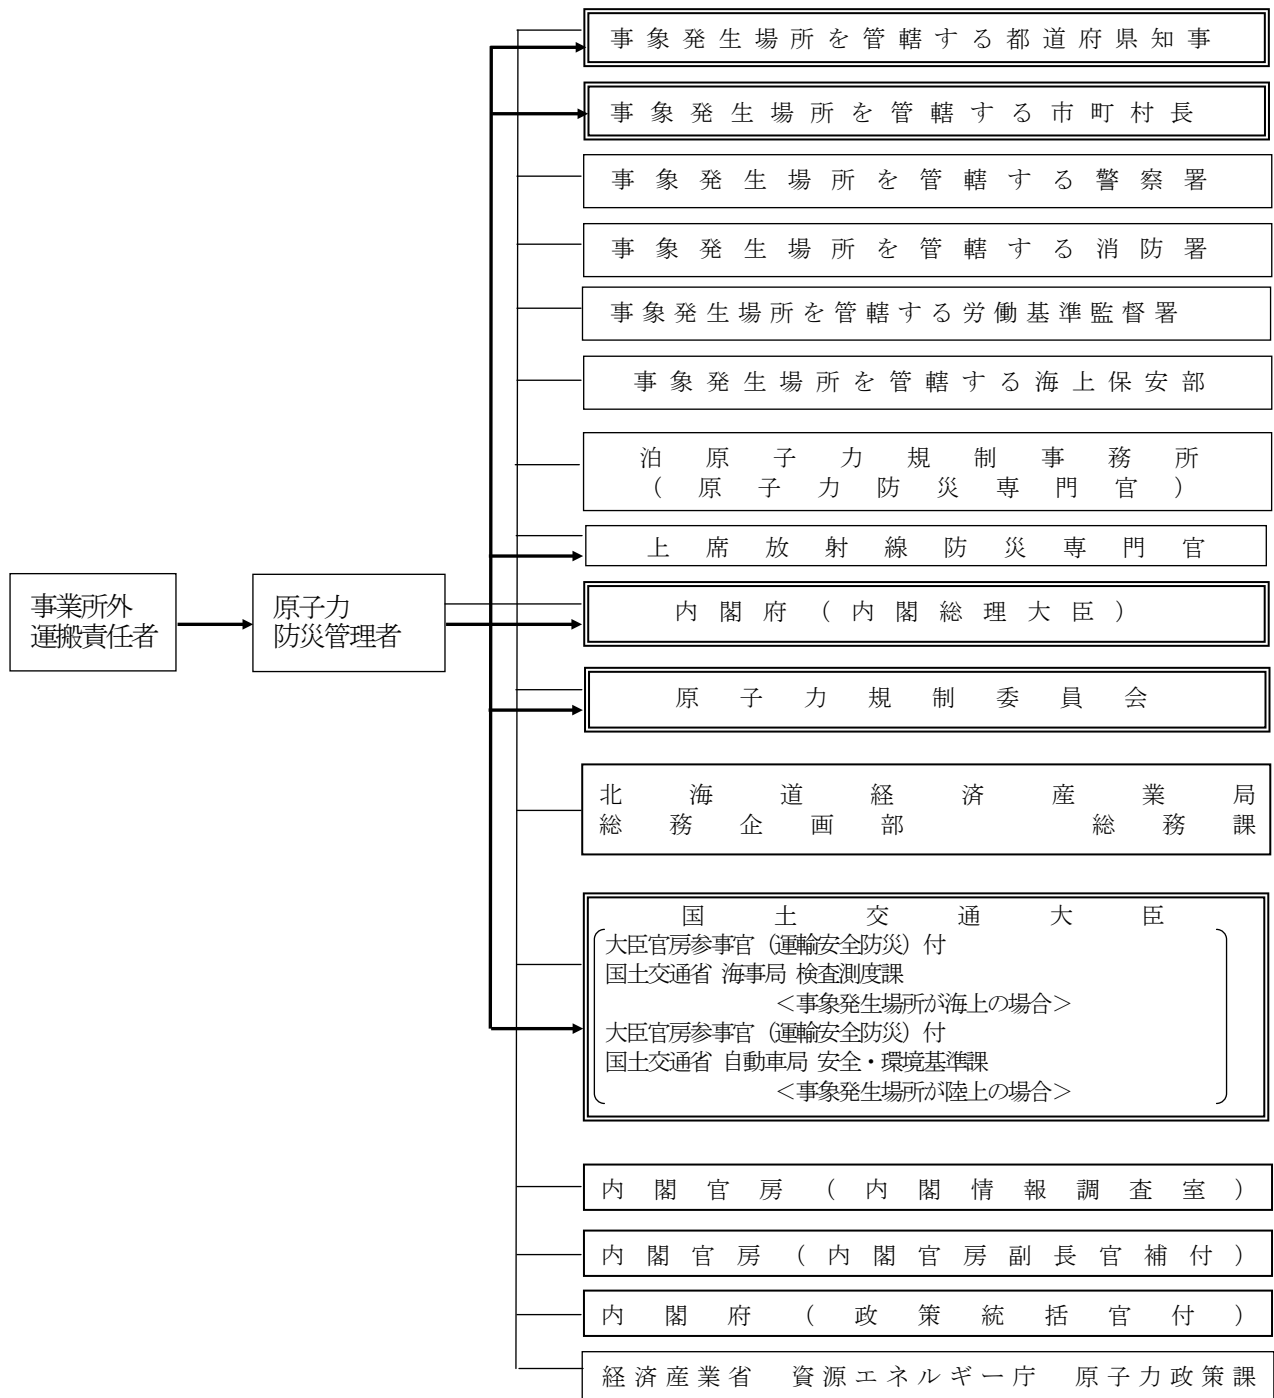 事象発生場所を管轄する都道府県知事
事象発生場所を管轄する市町村長
事象発生場所を管轄する警察署
事象発生場所を管轄する消防署
事象発生場所を管轄する労働基準監督署
事象発生場所を管轄する海上保安部
泊原子力規制事務所
（原子力防災専門官）
上席放射線防災専門官
事業所外
運搬責任者
原子力
防災管理者
内閣府（内閣総理大臣）
原子力規制委員会
北海道経済産業局
総務企画部　総務課
国土交通大臣
大臣官房参事官（運輸安全防災）付
国土交通省 海事局 検査測度課
＜事象発生場所が海上の場合＞
大臣官房参事官（運輸安全防災）付
国土交通省 自動車局 安全・環境基準課
＜事象発生場所が陸上の場合＞
内閣官房（内閣情報調査室）
内閣官房（内閣官房副長官補付）
内閣府（政策統括官付）
経済産業省　資源エネルギー庁　原子力政策課